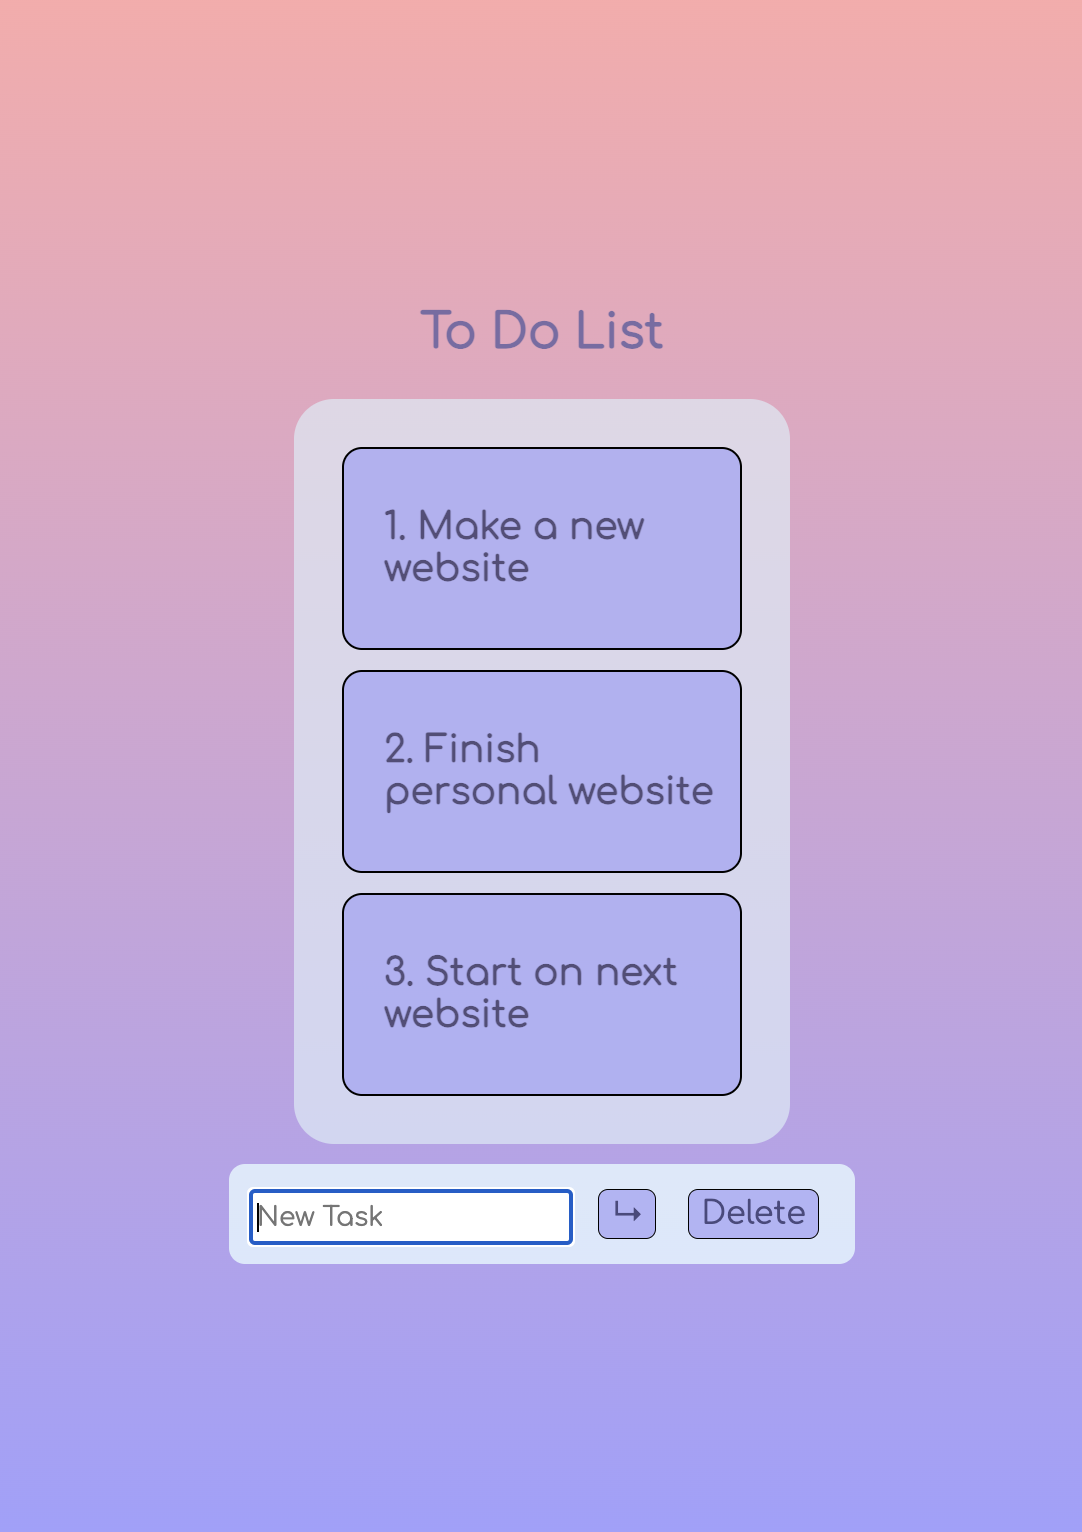 To Do List
1. Make a new
website
2. Finish
personal website
3. Start on next
website
New Task
↳ Delete